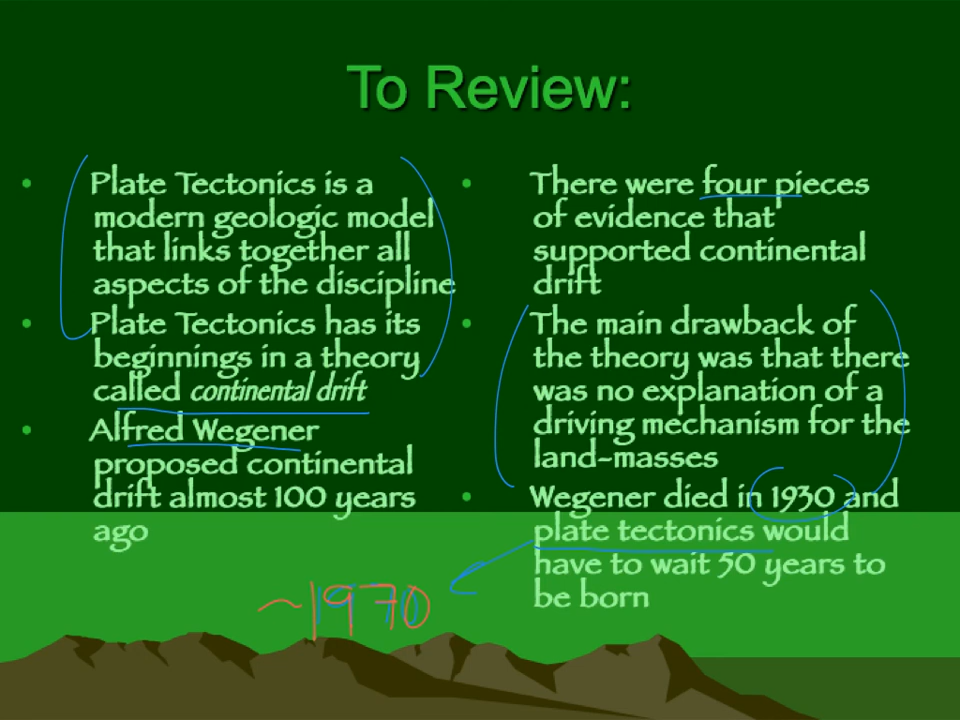 To Review:
• Plate Tectonics is a
modern geologic model
that links together all
aspects of the discipline
• Plate Tectonics has its
beginnings in a theory
called continental drift
• Alfred Wegener
proposed continental
drift almost 100 years
ago
• There were four pieces
of evidence that
supported continental
drift
• The main drawback of
the theory was that there
was no explanation of a
driving mechanism for the
land-masses
• Wegener died in 1930 and
plate tectonics would
have to wait 50 years to
be born
~1970